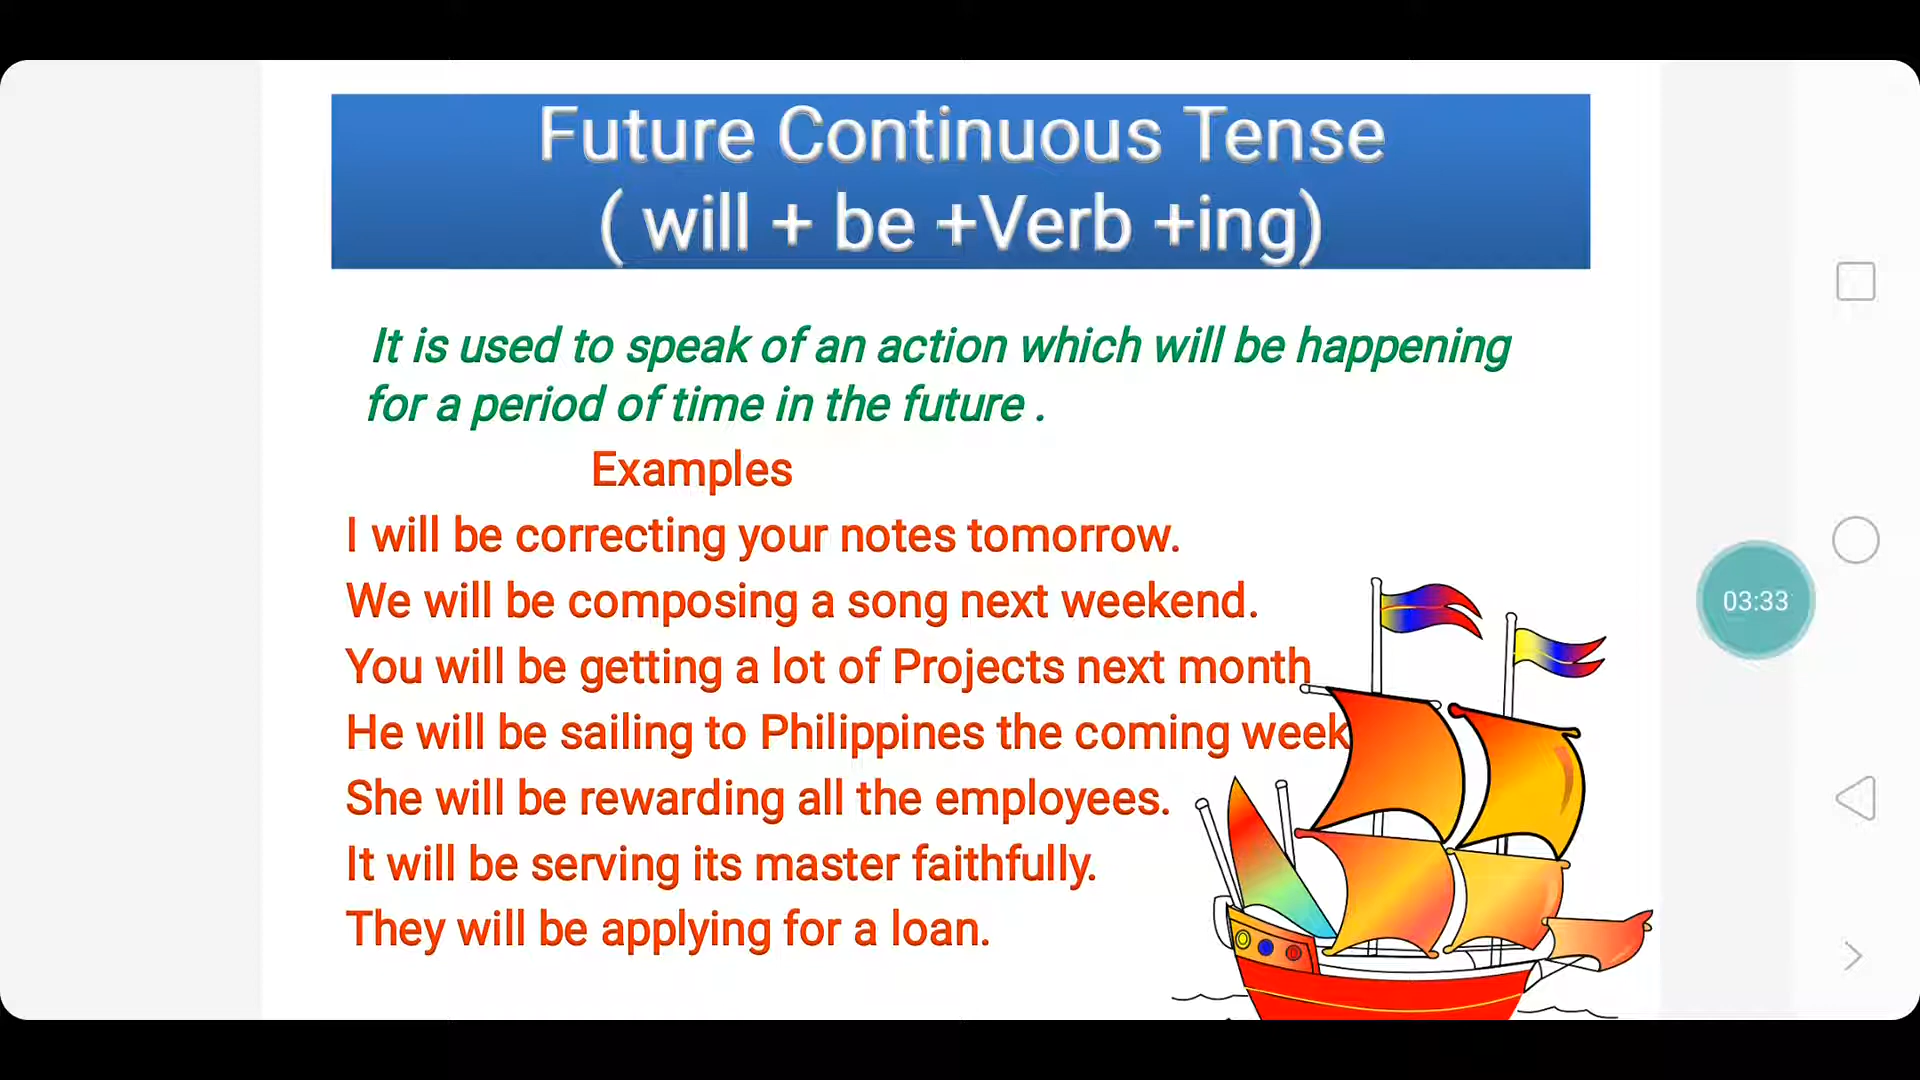 Future Continuous Tense
( will + be +Verb +ing)
It is used to speak of an action which will be happening
for a period of time in the future .
Examples
I will be correcting your notes tomorrow.
We will be composing a song next weekend.
You will be getting a lot of Projects next month
He will be sailing to Philippines the coming week
She will be rewarding all the employees.
It will be serving its master faithfully.
They will be applying for a loan.
03:33